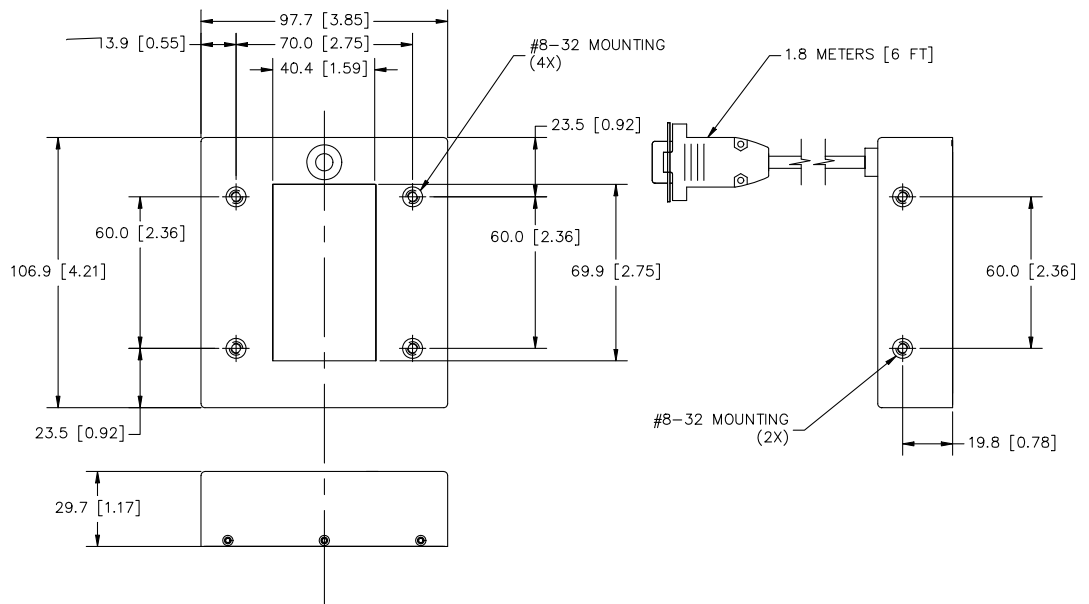 97.7 [3.85]
13.9 [0.55]
70.0 [2.75]
40.4 [1.59]
#8-32 MOUNTING
(4X)
1.8 METERS [6 FT]
23.5 [0.92]
60.0 [2.36]
60.0 [2.36]
106.9 [4.21]
69.9 [2.75]
60.0 [2.36]
23.5 [0.92]
#8-32 MOUNTING
(2X)
19.8 [0.78]
29.7 [1.17]